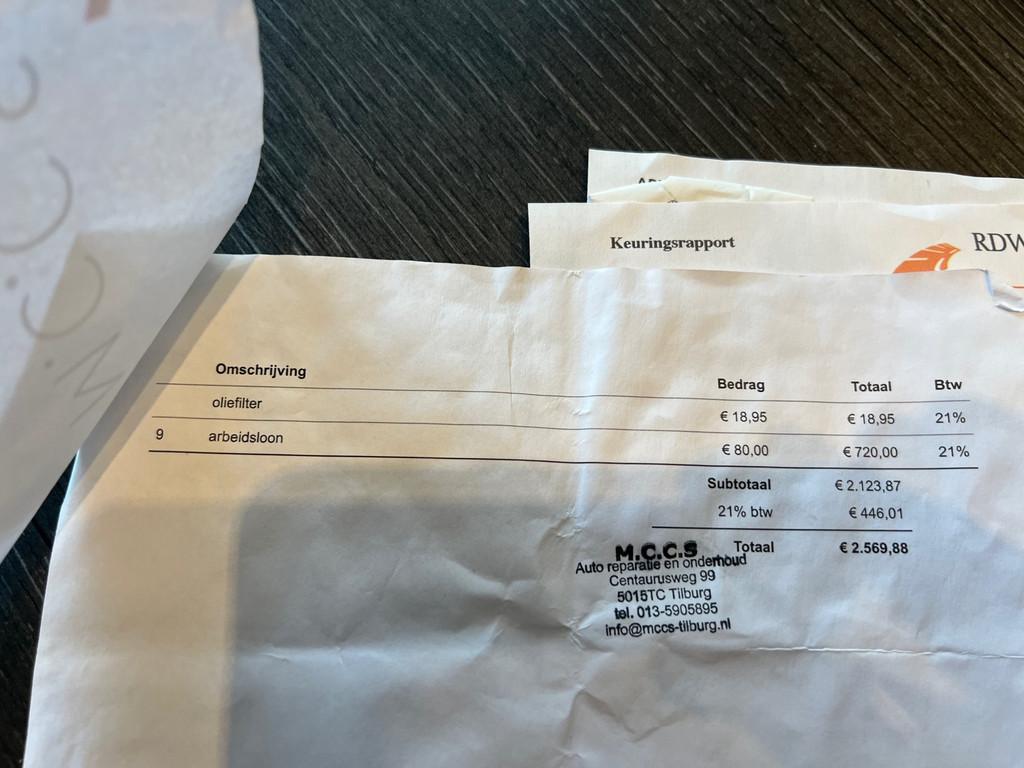 Keuringsrapport
RDW
Omschrijving Bedrag Totaal Btw
oliefilter € 18,95 € 18,95 21%
9 arbeidsloon € 80,00 € 720,00 21%
Subtotaal € 2.123,87
21% btw € 446,01
Totaal € 2.569,88
M.C.C.S
Auto reparatie en onderhoud
Centaurusweg 99
5015TC Tilburg
tel. 013-5905895
info@mccs-tilburg.nl